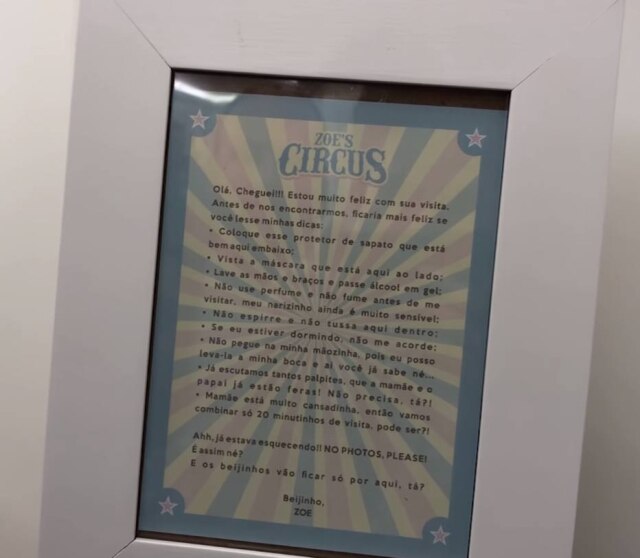 ZOE'S
CIRCUS
Olá, Cheguei!!! Estou muito feliz com sua visita.
Antes de nos encontrarmos, ficaria mais feliz se
você lesse minhas dicas:
• Coloque esse protetor de sapato que está
bem aqui embaixo;
• Vista a máscara que está aqui ao lado;
• Lave as mãos e braços e passe álcool em gel;
• Não use perfume e não fume antes de me
visitar, meu narizinho ainda é muito sensível;
• Não espirre e não tussa aqui dentro;
• Se eu estiver dormindo, não me acorde;
• Não pegue na minha mãozinha, pois eu posso
leva-la a minha boca e ai você já sabe né...
• Já escutamos tantos palpites, que a mamãe e o
papai já estão feras! Não precisa, tá?!
• Mamãe está muito cansadinha, então vamos
combinar só 20 minutinhos de visita, pode ser?!
Ahh, já estava esquecendo!! NO PHOTOS, PLEASE!
É assim né?
E os beijinhos vão ficar só por aqui, tá?
Beijinho,
ZOE